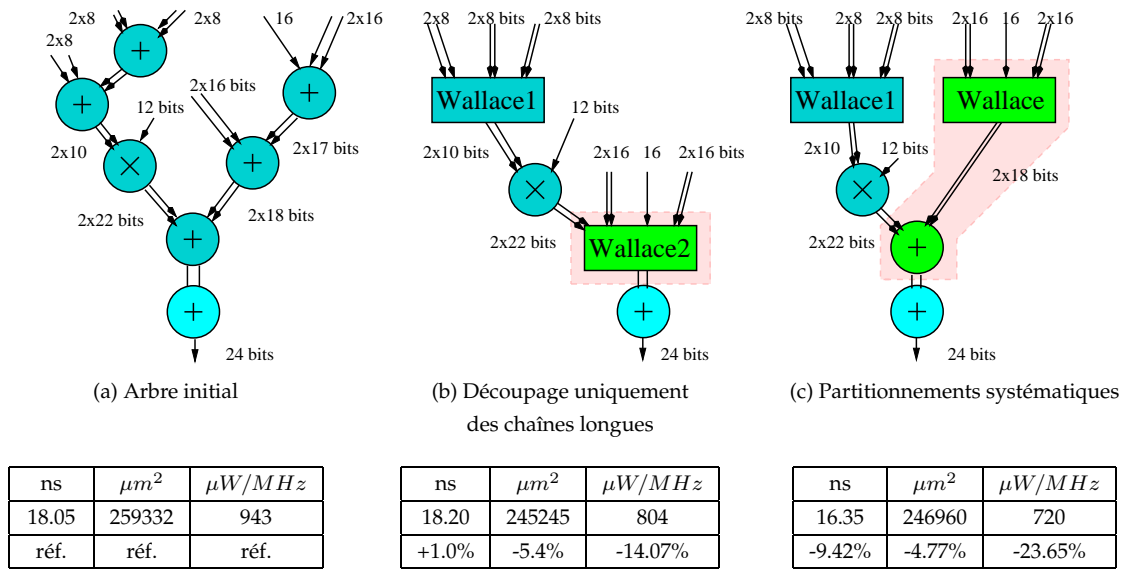 2x8
2x8
16
2x16
2x8
+
+
2x16 bits
+
12 bits
2x10
×
+
2x17 bits
2x22 bits
2x18 bits
+
+
24 bits
(a) Arbre initial
2x8 bits
2x8 bits
2x8 bits
Wallace1
12 bits
2x10 bits
2x16
16
2x16 bits
×
2x22 bits
Wallace2
+
24 bits
(b) Découpage uniquement
des chaînes longues
2x8 bits
2x8 bits
2x16
16
2x16
Wallace1
Wallace
2x10
12 bits
×
2x18 bits
2x22 bits
+
+
24 bits
(c) Partitionnements systématiques
ns μm² μW/MHz
18.05 259332 943
réf. réf. réf.
ns μm² μW/MHz
18.20 245245 804
+1.0% -5.4% -14.07%
ns μm² μW/MHz
16.35 246960 720
-9.42% -4.77% -23.65%